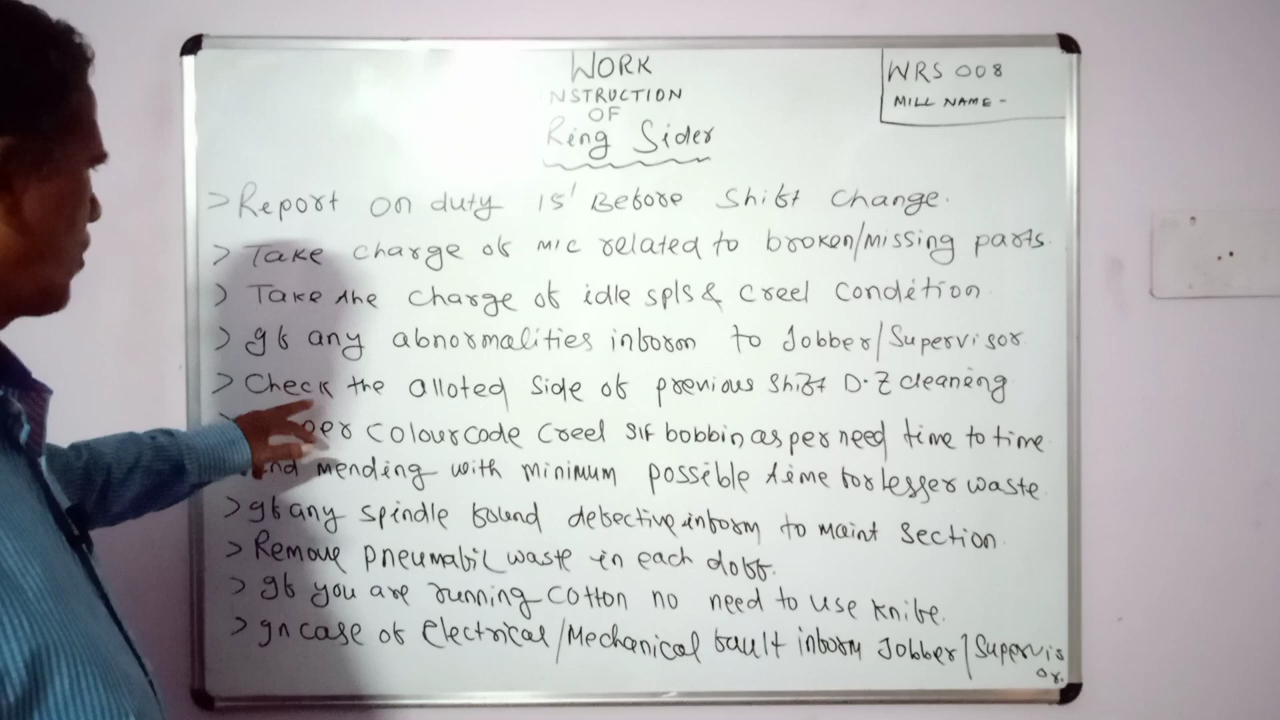 WORK
INSTRUCTION
OF
Ring Sider
WRS 008
MILL NAME -
> Report on duty 15' Before Shift Change.
> Take charge of M/C related to broken/missing parts.
> Take the charge of idle spls & Creel Condition
> If any abnormalities inform to Jobber/Supervisor
> Check the alloted Side of previous Shift D.Z cleaning
per Colour code Creel SIF bobbin as per need time to time
mending with minimum possible time for lesser waste
> If any spindle found defective inform to maint Section.
> Remove pneumafil waste in each doff.
> If you are running Cotton no need to use knife.
> In case of Electrical/Mechanical fault inform Jobber/Supervis
or.